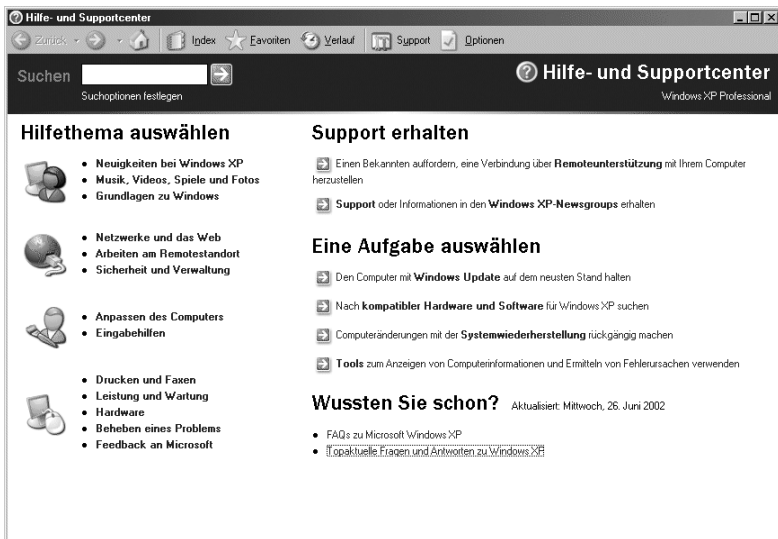 Hilfe- und Supportcenter
Zurück Index Favoriten Verlauf Support Optionen
Suchen
Suchoptionen festlegen
Hilfe- und Supportcenter
Windows XP Professional
Hilfethema auswählen
Neuigkeiten bei Windows XP
Musik, Videos, Spiele und Fotos
Grundlagen zu Windows
Netzwerke und das Web
Arbeiten am Remotestandort
Sicherheit und Verwaltung
Anpassen des Computers
Eingabehilfen
Drucken und Faxen
Leistung und Wartung
Hardware
Beheben eines Problems
Feedback an Microsoft
Support erhalten
Einen Bekannten auffordern, eine Verbindung über Remoteunterstützung mit Ihrem Computer
herzustellen
Support oder Informationen in den Windows XP-Newsgroups erhalten
Eine Aufgabe auswählen
Den Computer mit Windows Update auf dem neusten Stand halten
Nach kompatibler Hardware und Software für Windows XP suchen
Computeränderungen mit der Systemwiederherstellung rückgängig machen
Tools zum Anzeigen von Computerinformationen und Ermitteln von Fehlerursachen verwenden
Wussten Sie schon? Aktualisiert: Mittwoch, 26. Juni 2002
FAQs zu Microsoft Windows XP
Topaktuelle Fragen und Antworten zu Windows XP